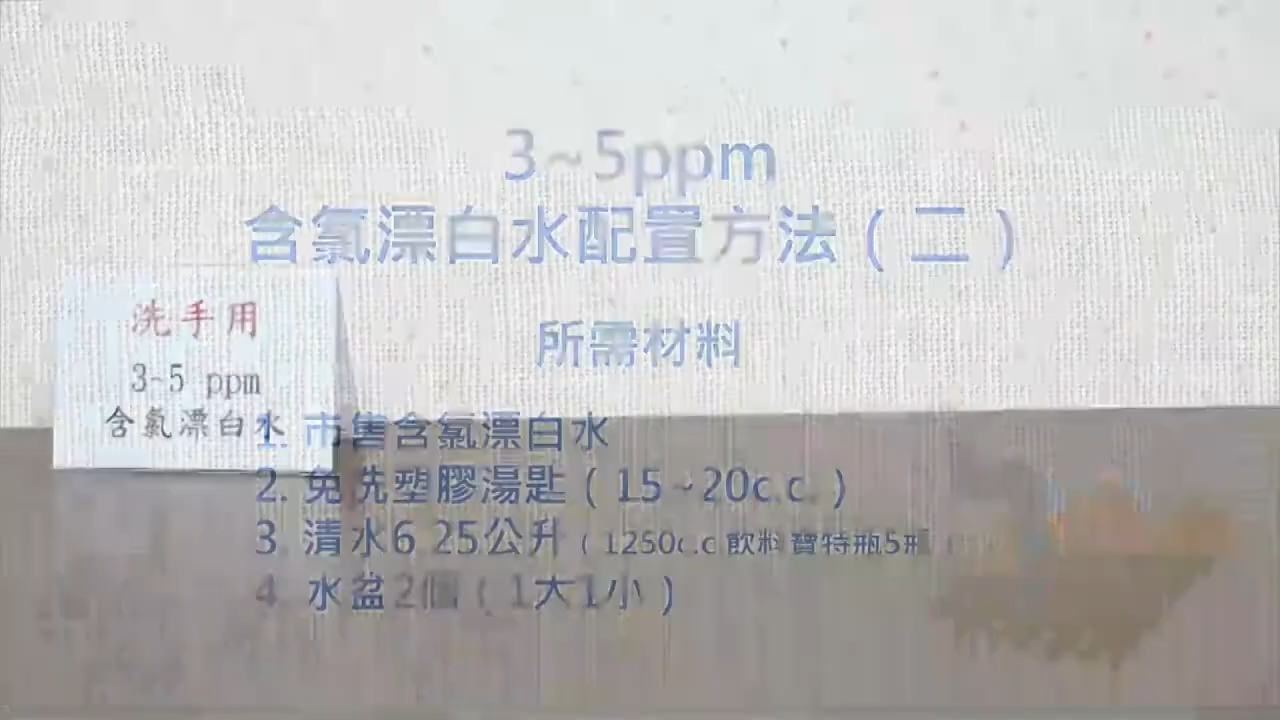 3~5ppm
含氯漂白水配置方法（二）
所需材料
洗手用
3-5 ppm
含氯漂白水
1. 市售含氯漂白水
2. 免洗塑膠湯匙（15~20c.c.）
3. 清水6.25公升（1250c.c飲料寶特瓶5瓶）
4. 水盆2個（1大1小）